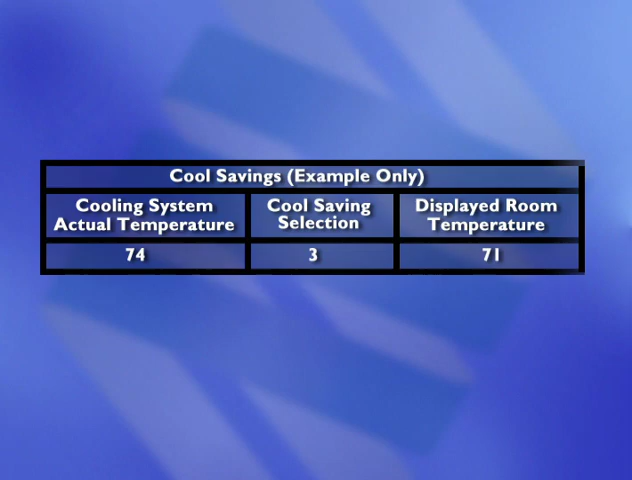 Cool Savings (Example Only)
Cooling System
Actual Temperature
Cool Saving
Selection
Displayed Room
Temperature
74
3
71